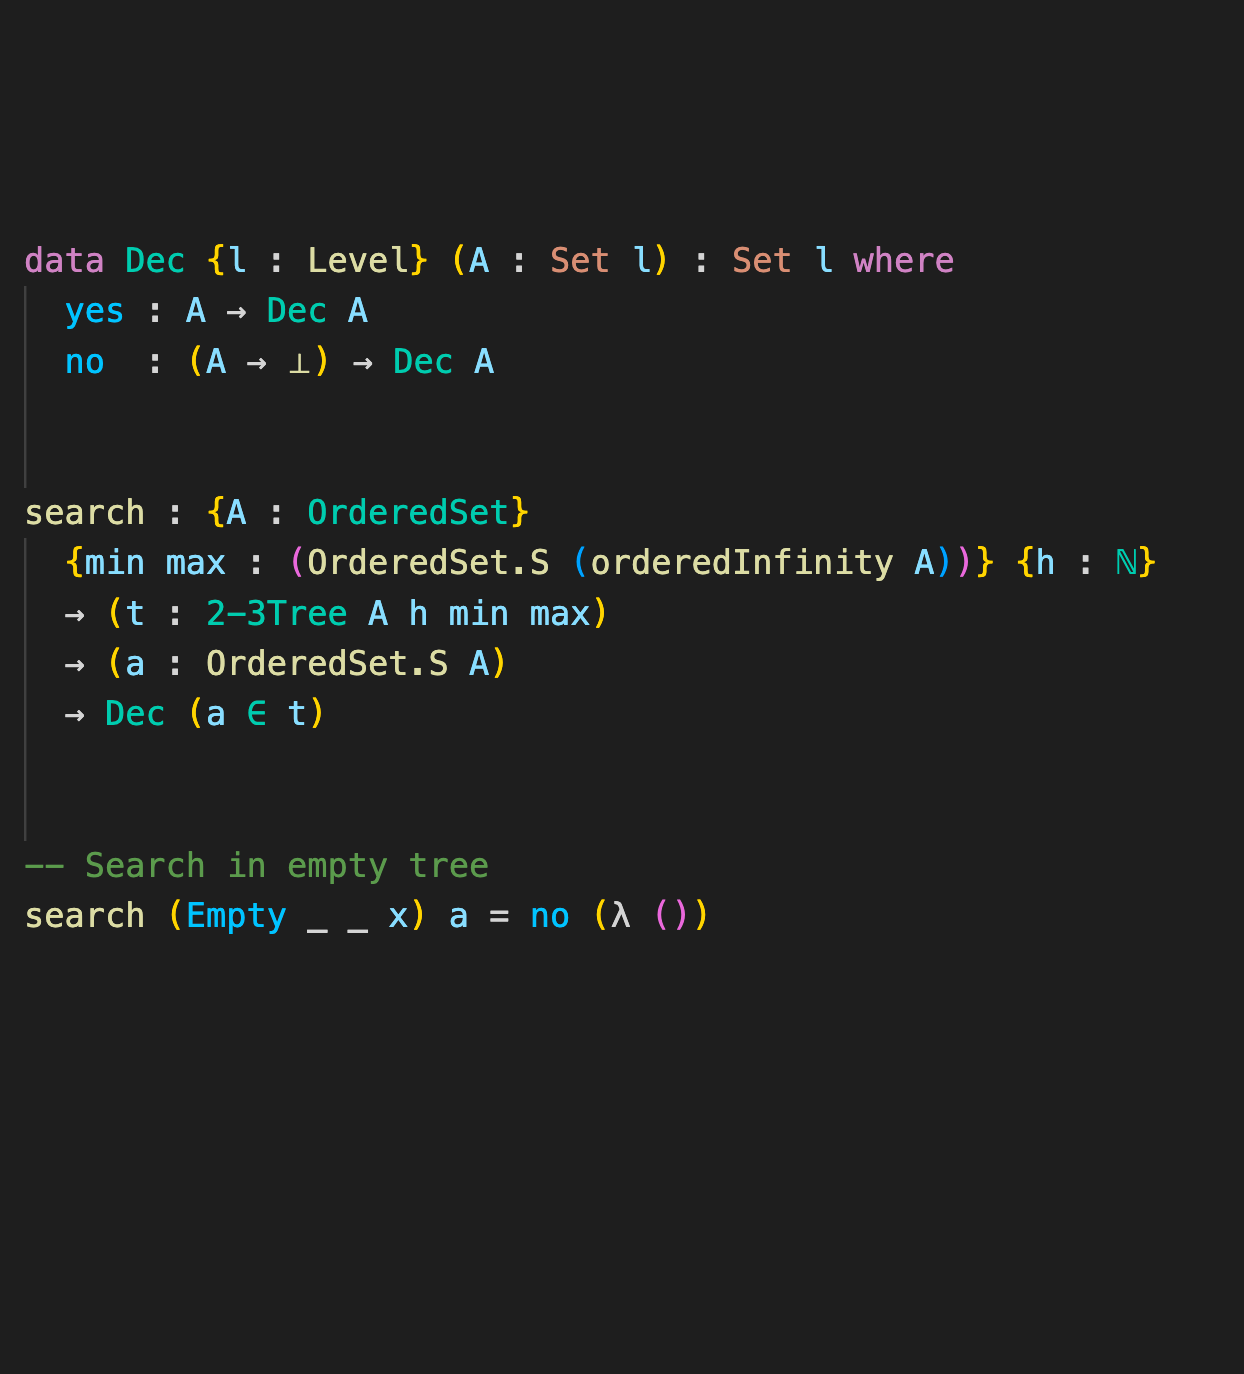 data Dec {l : Level} (A : Set l) : Set l where
  yes : A → Dec A
  no  : (A → ⊥) → Dec A
search : {A : OrderedSet}
  {min max : (OrderedSet.S (orderedInfinity A))} {h : ℕ}
  → (t : 2-3Tree A h min max)
  → (a : OrderedSet.S A)
  → Dec (a ∈ t)
-- Search in empty tree
search (Empty _ _ x) a = no (λ ())